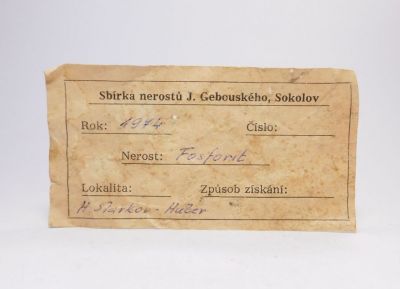 Sbírka nerostů J. Gebouského, Sokolov
Rok: 1974 Číslo:
Nerost: Fosforit
Lokalita: Způsob získání:
H. Slavkov - Huber